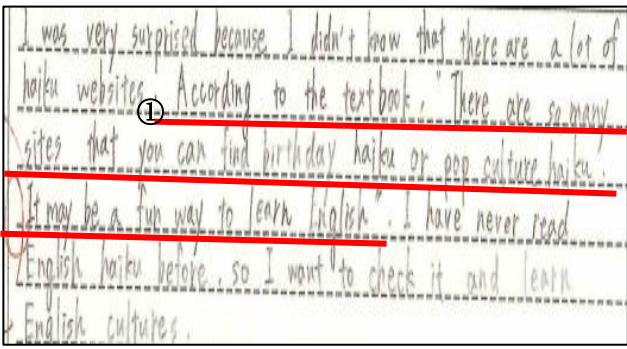 I was very surprised because I didn't know that there are a lot of
haiku websites. According to the textbook, "There are so many
①
sites that you can find birthday haiku or pop culture haiku.
It may be a fun way to learn English". I have never read
English haiku before, so I want to check it and learn
English cultures.